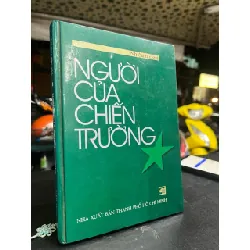 NGƯỜI
CỦA
CHIẾN
TRƯỜNG
NHÀ XUẤT BẢN THÀNH PHỐ HỒ CHÍ MINH